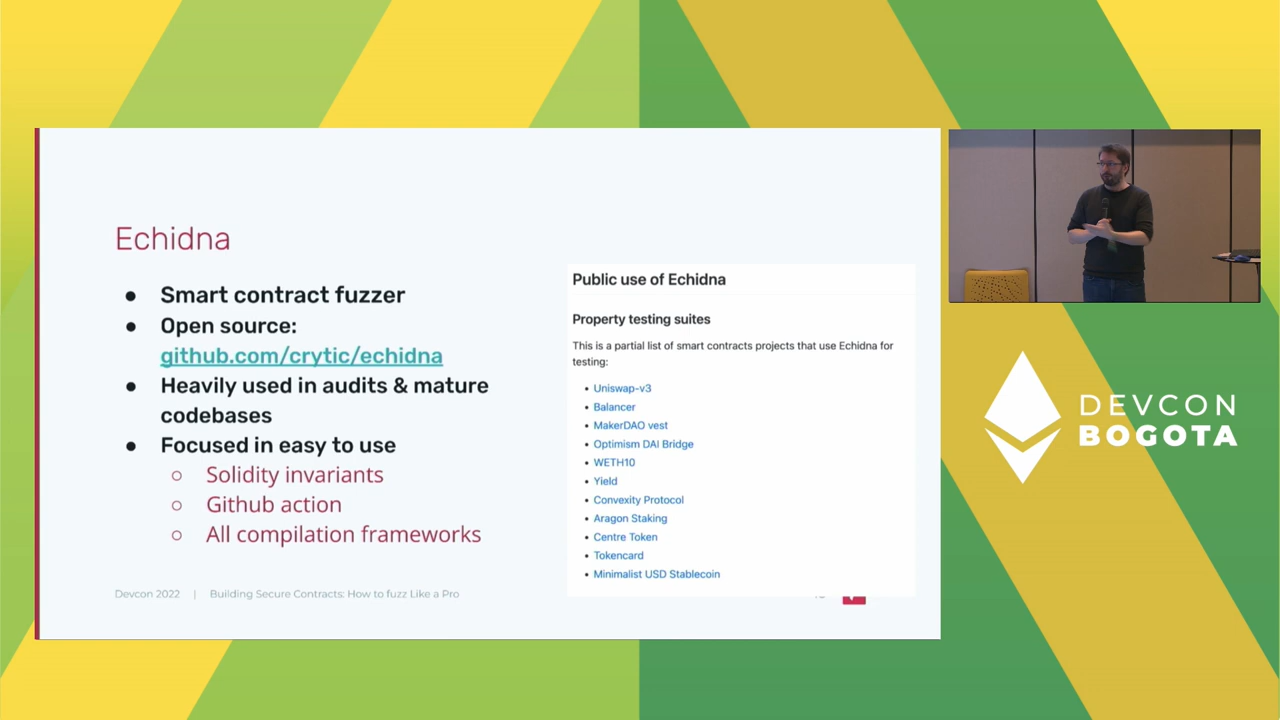 Echidna
● Smart contract fuzzer
● Open source:
github.com/crytic/echidna
● Heavily used in audits & mature
codebases
● Focused in easy to use
○ Solidity invariants
○ Github action
○ All compilation frameworks
Public use of Echidna
Property testing suites
This is a partial list of smart contracts projects that use Echidna for
testing:
• Uniswap-v3
• Balancer
• MakerDAO vest
• Optimism DAI Bridge
• WETH10
• Yield
• Convexity Protocol
• Aragon Staking
• Centre Token
• Tokencard
• Minimalist USD Stablecoin
Devcon 2022 | Building Secure Contracts: How to fuzz Like a Pro
DEVCON
BOGOTA